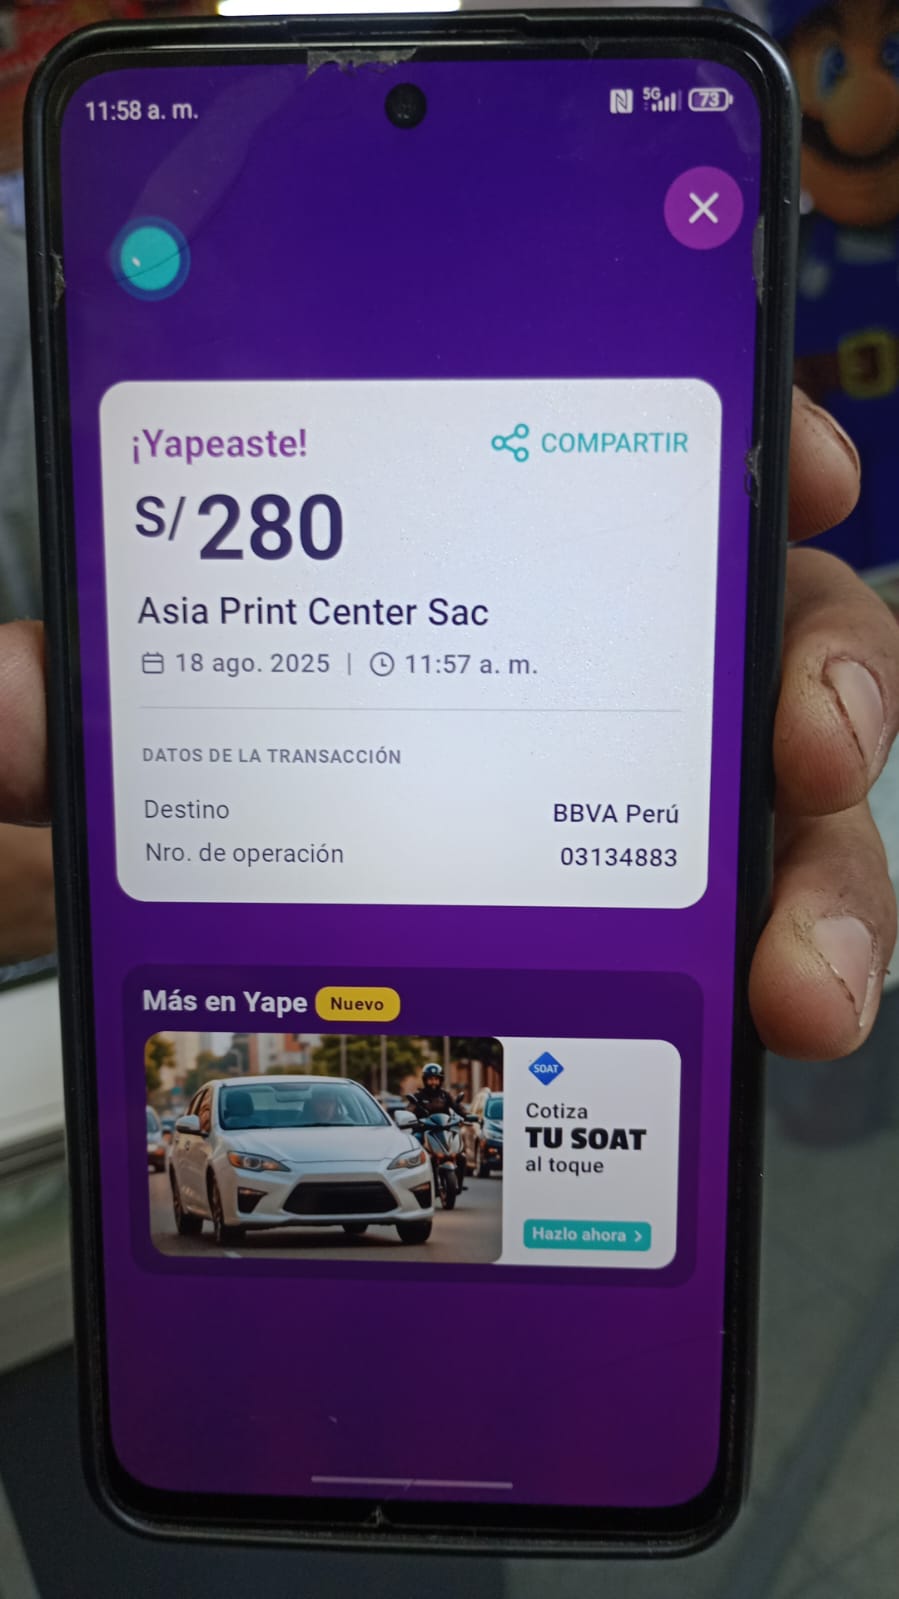 11:58 a. m.
5G
73
¡Yapeaste!
COMPARTIR
S/ 280
Asia Print Center Sac
18 ago. 2025 | 11:57 a. m.
DATOS DE LA TRANSACCIÓN
Destino BBVA Perú
Nro. de operación 03134883
Más en Yape Nuevo
SOAT
Cotiza
TU SOAT
al toque
Hazlo ahora >